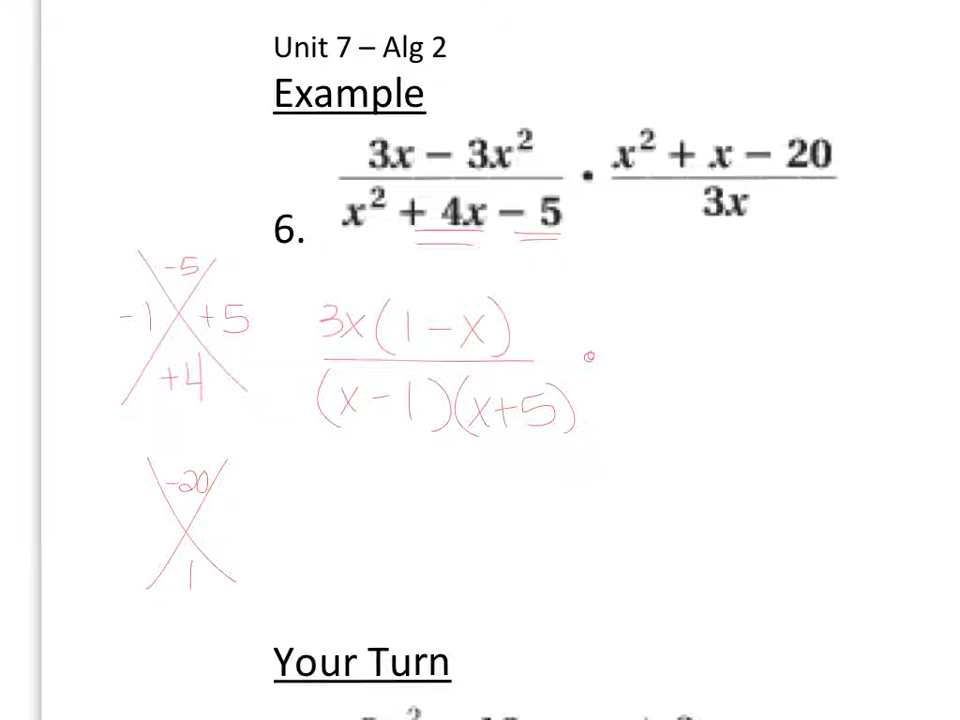 Unit 7 – Alg 2
Example
6. (3x − 3x²)/(x² + 4x − 5) • (x² + x − 20)/(3x)
-5
-1 +5
+4
3x(1-x)/(x-1)(x+5) •
-20
1
Your Turn